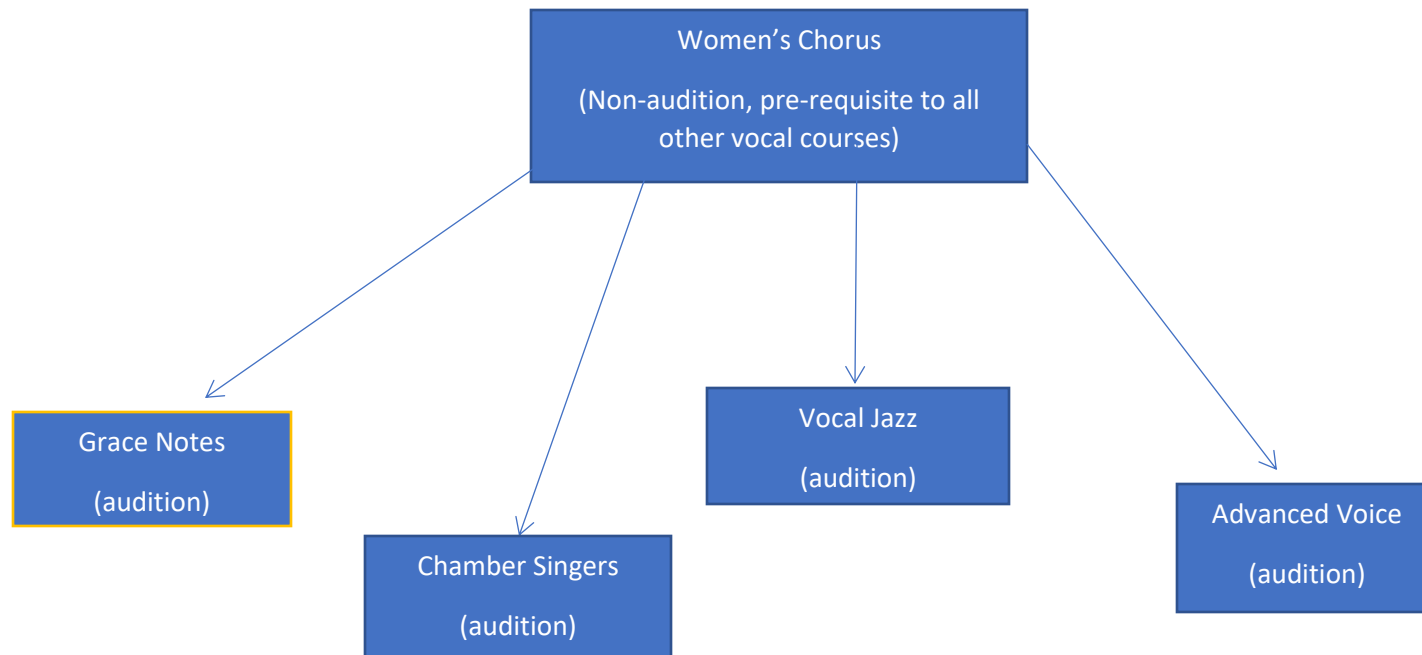 Women’s Chorus
(Non-audition, pre-requisite to all
other vocal courses)
Grace Notes
(audition)
Chamber Singers
(audition)
Vocal Jazz
(audition)
Advanced Voice
(audition)